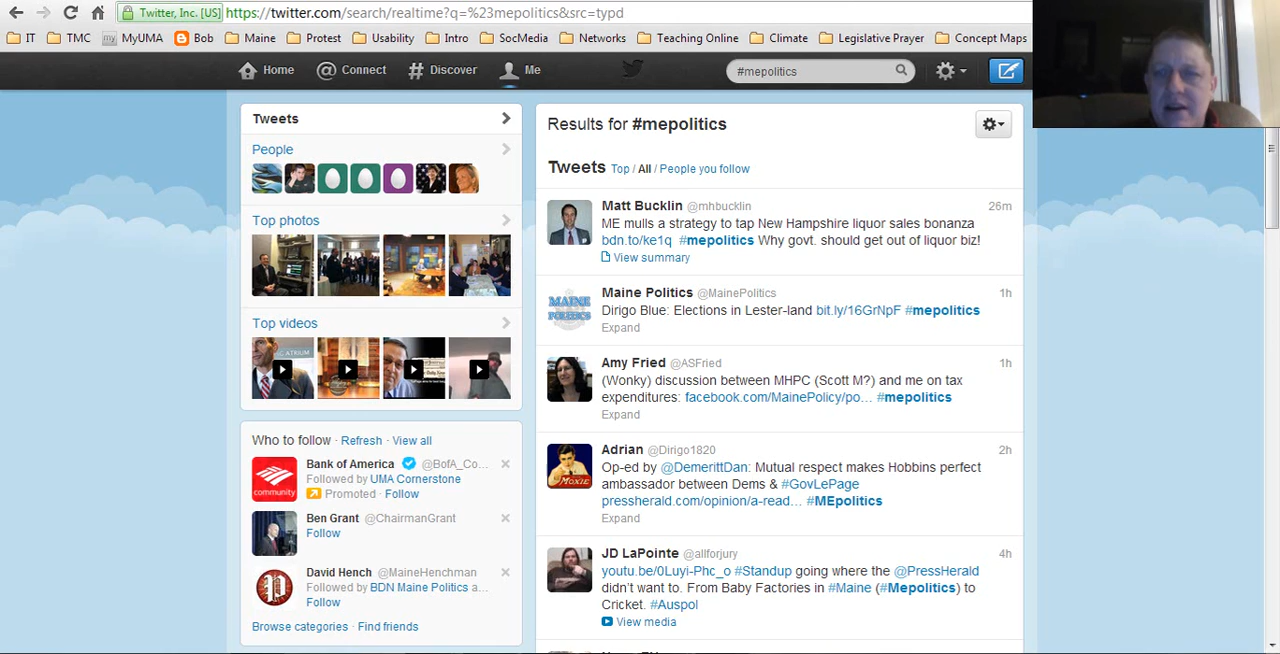 Twitter, Inc. [US] https://twitter.com/search/realtime?q=%23mepolitics&src=typd
IT TMC MyUMA Bob Maine Protest Usability Intro SocMedia Networks Teaching Online Climate Legislative Prayer Concept Maps
Home Connect Discover Me #mepolitics
Tweets
People
Top photos
Top videos
Who to follow · Refresh · View all
Bank of America @BofA_Co...
Followed by UMA Cornerstone
Promoted · Follow
Ben Grant @ChairmanGrant
Follow
David Hench @MaineHenchman
Followed by BDN Maine Politics a...
Follow
Browse categories · Find friends
Results for #mepolitics
Tweets Top / All / People you follow
Matt Bucklin @mhbucklin 26m
ME mulls a strategy to tap New Hampshire liquor sales bonanza
bdn.to/ke1q #mepolitics Why govt. should get out of liquor biz!
View summary
MAINE
POLITICS
Maine Politics @MainePolitics 1h
Dirigo Blue: Elections in Lester-land bit.ly/16GrNpF #mepolitics
Expand
Amy Fried @ASFried 1h
(Wonky) discussion between MHPC (Scott M?) and me on tax
expenditures: facebook.com/MainePolicy/po... #mepolitics
Expand
MOXIE
Adrian @Dirigo1820 2h
Op-ed by @DemerittDan: Mutual respect makes Hobbins perfect
ambassador between Dems & #GovLePage
pressherald.com/opinion/a-read... #MEpolitics
Expand
JD LaPointe @allforjury 4h
youtu.be/0Luyi-Phc_o #Standup going where the @PressHerald
didn't want to. From Baby Factories in #Maine (#Mepolitics) to
Cricket. #Auspol
View media
community